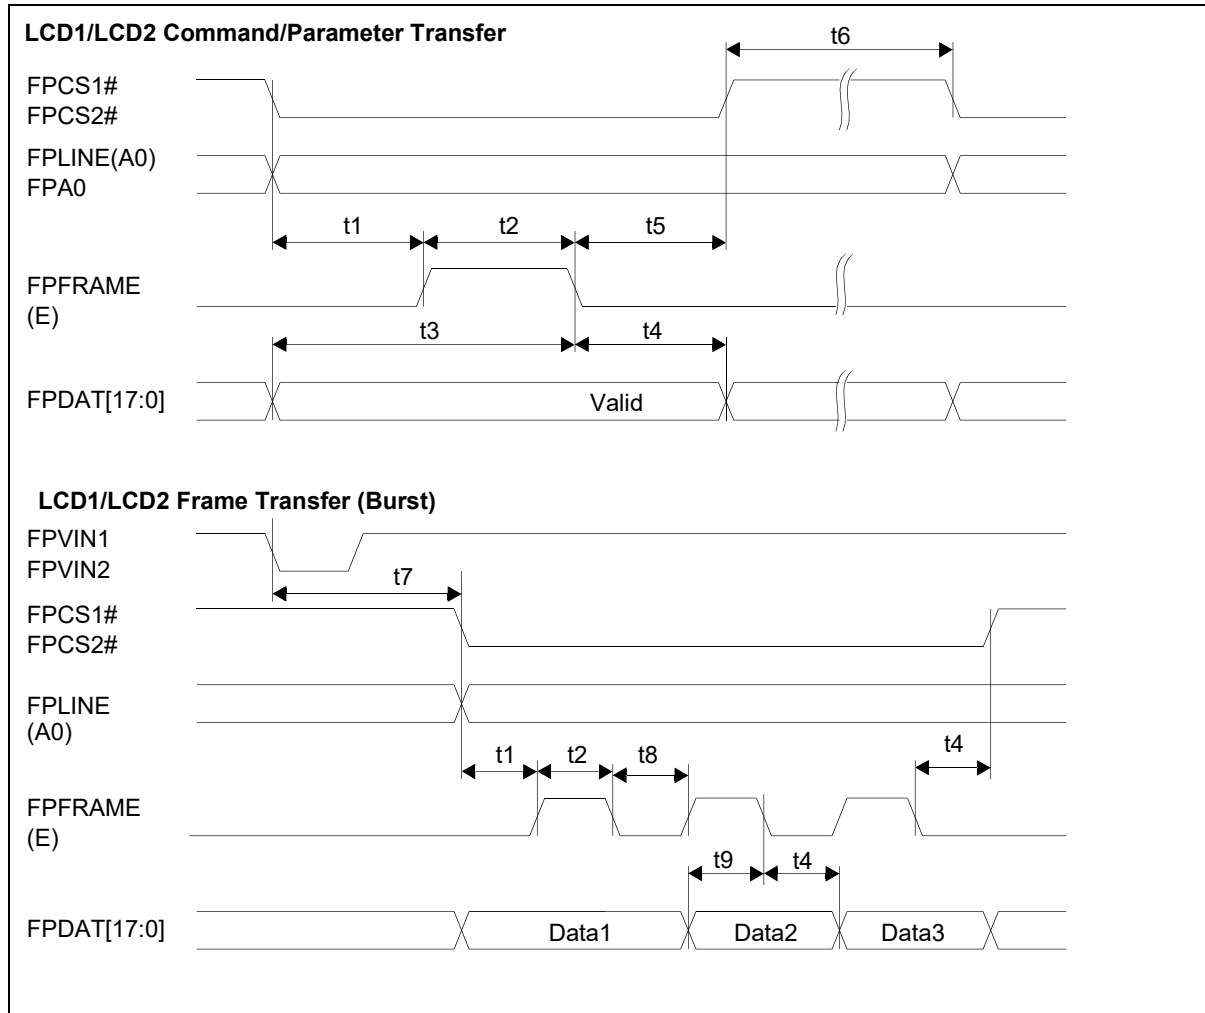 LCD1/LCD2 Command/Parameter Transfer
t6
FPCS1#
FPCS2#
FPLINE(A0)
FPA0
t1
t2
t5
FPFRAME
(E)
t3
t4
FPDAT[17:0]
Valid
LCD1/LCD2 Frame Transfer (Burst)
FPVIN1
FPVIN2
t7
FPCS1#
FPCS2#
FPLINE
(A0)
t1
t2
t8
t4
FPFRAME
(E)
t9
t4
FPDAT[17:0]
Data1
Data2
Data3